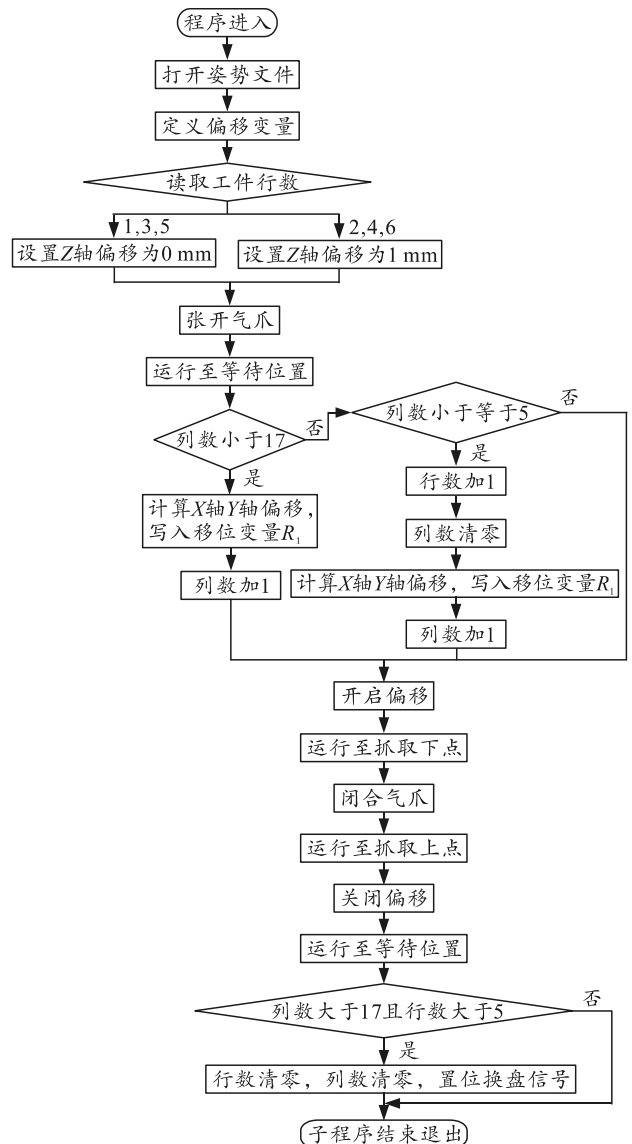 程序进入
打开姿势文件
定义偏移变量
读取工件行数
1,3,5
2,4,6
设置Z轴偏移为0 mm
设置Z轴偏移为1 mm
张开气爪
运行至等待位置
列数小于17
否
列数小于等于5
否
是
是
计算X轴Y轴偏移，
写入移位变量R₁
行数加1
列数清零
列数加1
计算X轴Y轴偏移，写入移位变量R₁
列数加1
开启偏移
运行至抓取下点
闭合气爪
运行至抓取上点
关闭偏移
运行至等待位置
列数大于17且行数大于5
否
是
行数清零，列数清零，置位换盘信号
子程序结束退出